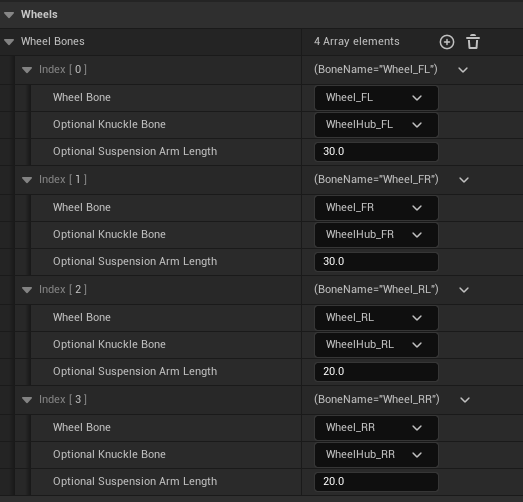 Wheels
Wheel Bones 4 Array elements
Index [ 0 ] (BoneName="Wheel_FL")
Wheel Bone Wheel_FL
Optional Knuckle Bone WheelHub_FL
Optional Suspension Arm Length 30.0
Index [ 1 ] (BoneName="Wheel_FR")
Wheel Bone Wheel_FR
Optional Knuckle Bone WheelHub_FR
Optional Suspension Arm Length 30.0
Index [ 2 ] (BoneName="Wheel_RL")
Wheel Bone Wheel_RL
Optional Knuckle Bone WheelHub_RL
Optional Suspension Arm Length 20.0
Index [ 3 ] (BoneName="Wheel_RR")
Wheel Bone Wheel_RR
Optional Knuckle Bone WheelHub_RR
Optional Suspension Arm Length 20.0